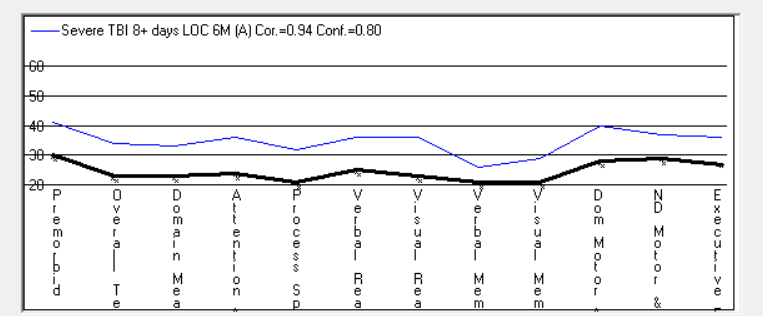 Severe TBI 8+ days LOC 6M (A) Cor.=0.94 Conf.=0.80
60
50
40
30
20
Premorbid
Overall Te
Domain Mea
Attention
Process Sp
Verbal Rea
Visual Rea
Verbal Mem
Visual Mem
Dom Motor
ND Motor &
Executive